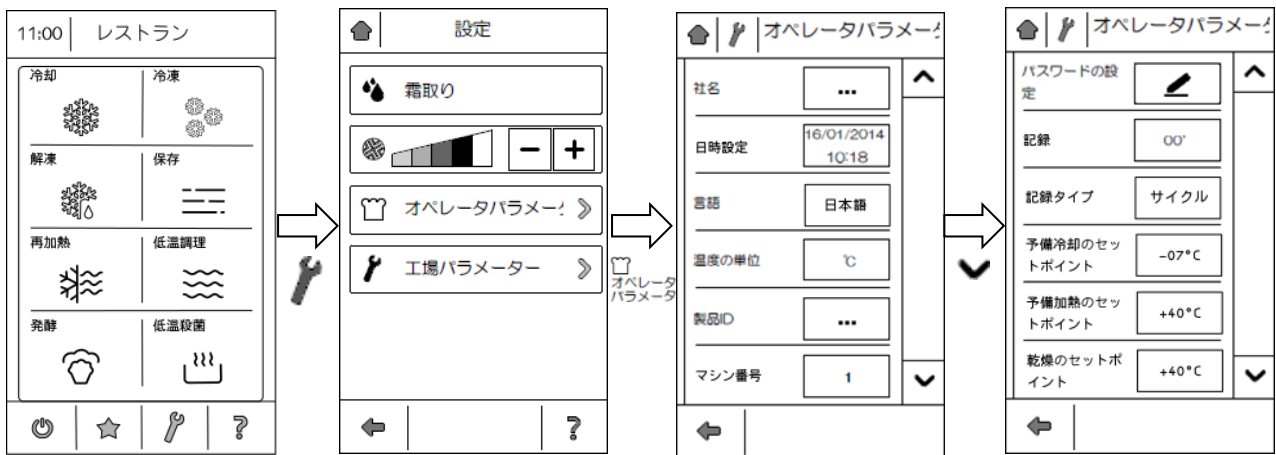 11:00 レストラン
冷却
冷凍
解凍
保存
再加熱
低温調理
発酵
低温殺菌
?
設定
霜取り
− +
オペレータパラメー
工場パラメーター
?
オペレータ
パラメータ
オペレータパラメー
社名
...
日時設定
16/01/2014
10:18
言語
日本語
温度の単位
℃
製品ID
...
マシン番号
1
オペレータパラメー
パスワードの設
定
記録
00'
記録タイプ
サイクル
予備冷却のセッ
トポイント
-07°C
予備加熱のセッ
トポイント
+40°C
乾燥のセットポ
イント
+40°C